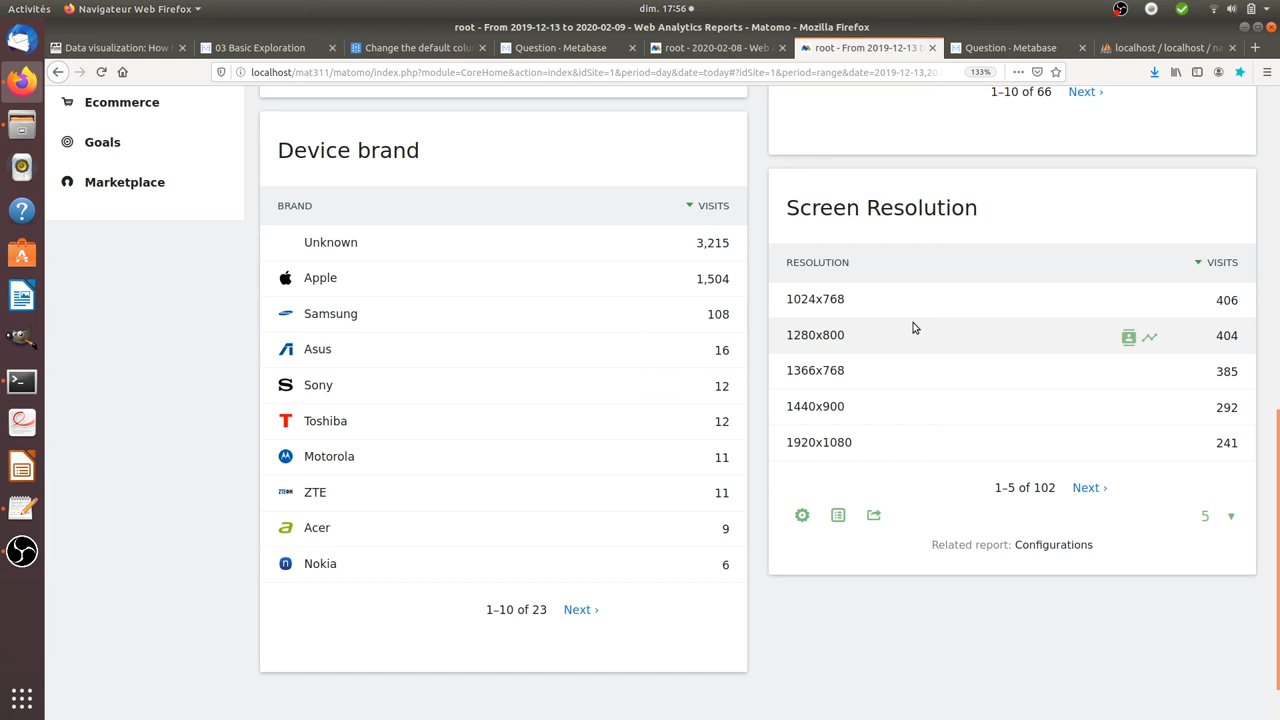 Activités Navigateur Web Firefox dim. 17:56
root - From 2019-12-13 to 2020-02-09 - Web Analytics Reports - Matomo - Mozilla Firefox
Data visualization: How 03 Basic Exploration Change the default colu Question · Metabase root - 2020-02-08 - Web root - From 2019-12-13 t Question · Metabase localhost / localhost / na
localhost/mat311/matomo/index.php?module=CoreHome&action=index&idSite=1&period=day&date=today#?idSite=1&period=range&date=2019-12-13,20 133%
Ecommerce
Goals
Marketplace
Device brand
BRAND VISITS
Unknown 3,215
Apple 1,504
Samsung 108
Asus 16
Sony 12
Toshiba 12
Motorola 11
ZTE 11
Acer 9
Nokia 6
1–10 of 23 Next ›
1–10 of 66 Next ›
Screen Resolution
RESOLUTION VISITS
1024x768 406
1280x800 404
1366x768 385
1440x900 292
1920x1080 241
1–5 of 102 Next ›
5
Related report: Configurations